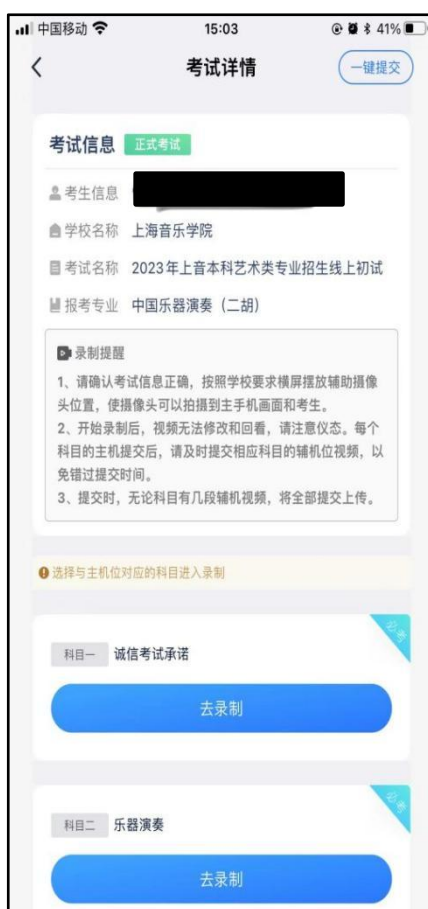 中国移动 15:03 41%
考试详情 一键提交
考试信息 正式考试
考生信息
学校名称 上海音乐学院
考试名称 2023年上音本科艺术类专业招生线上初试
报考专业 中国乐器演奏（二胡）
录制提醒
1、请确认考试信息正确，按照学校要求横屏摆放辅助摄像
头位置，使摄像头可以拍摄到主手机画面和考生。
2、开始录制后，视频无法修改和回看，请注意仪态。每个
科目的主机提交后，请及时提交相应科目的辅机位视频，以
免错过提交时间。
3、提交时，无论科目有几段辅机视频，将全部提交上传。
选择与主机位对应的科目进入录制
必考
科目一 诚信考试承诺
去录制
必考
科目二 乐器演奏
去录制